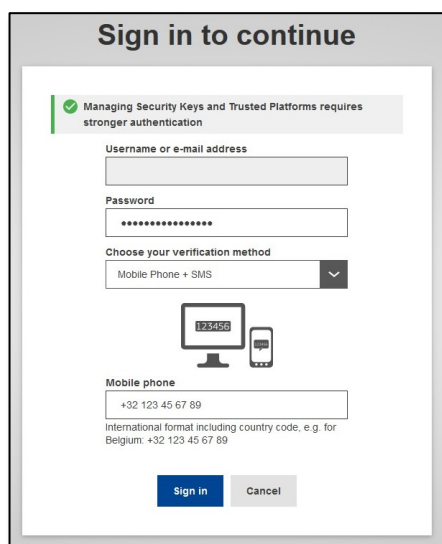 Sign in to continue
Managing Security Keys and Trusted Platforms requires
stronger authentication
Username or e-mail address
Password
Choose your verification method
Mobile Phone + SMS
123456
Mobile phone
+32 123 45 67 89
International format including country code, e.g. for
Belgium: +32 123 45 67 89
Sign in Cancel